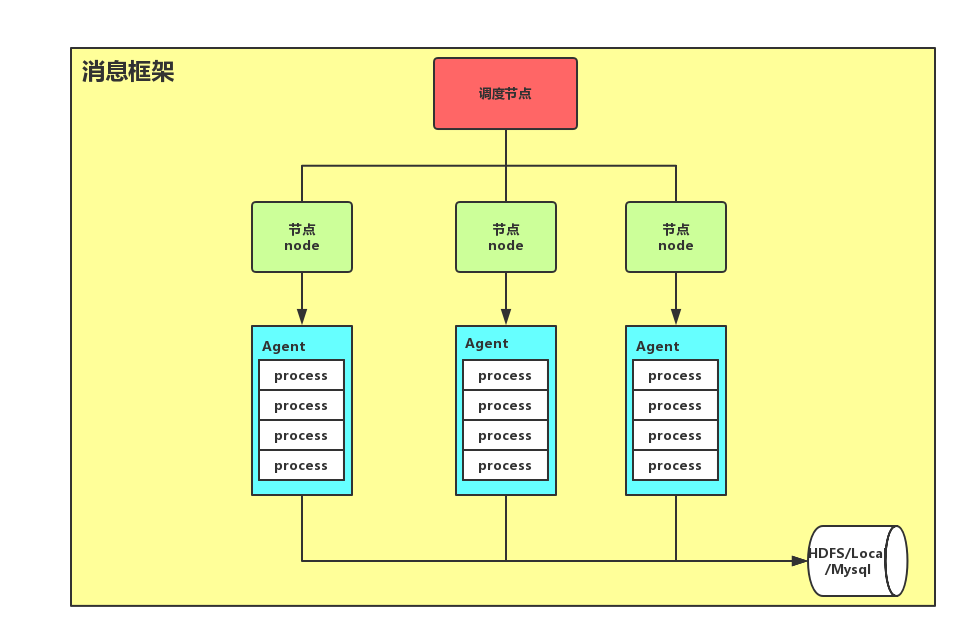 消息框架
调度节点
节点
node
节点
node
节点
node
Agent
process
process
process
process
Agent
process
process
process
process
Agent
process
process
process
process
HDFS/Local
/Mysql